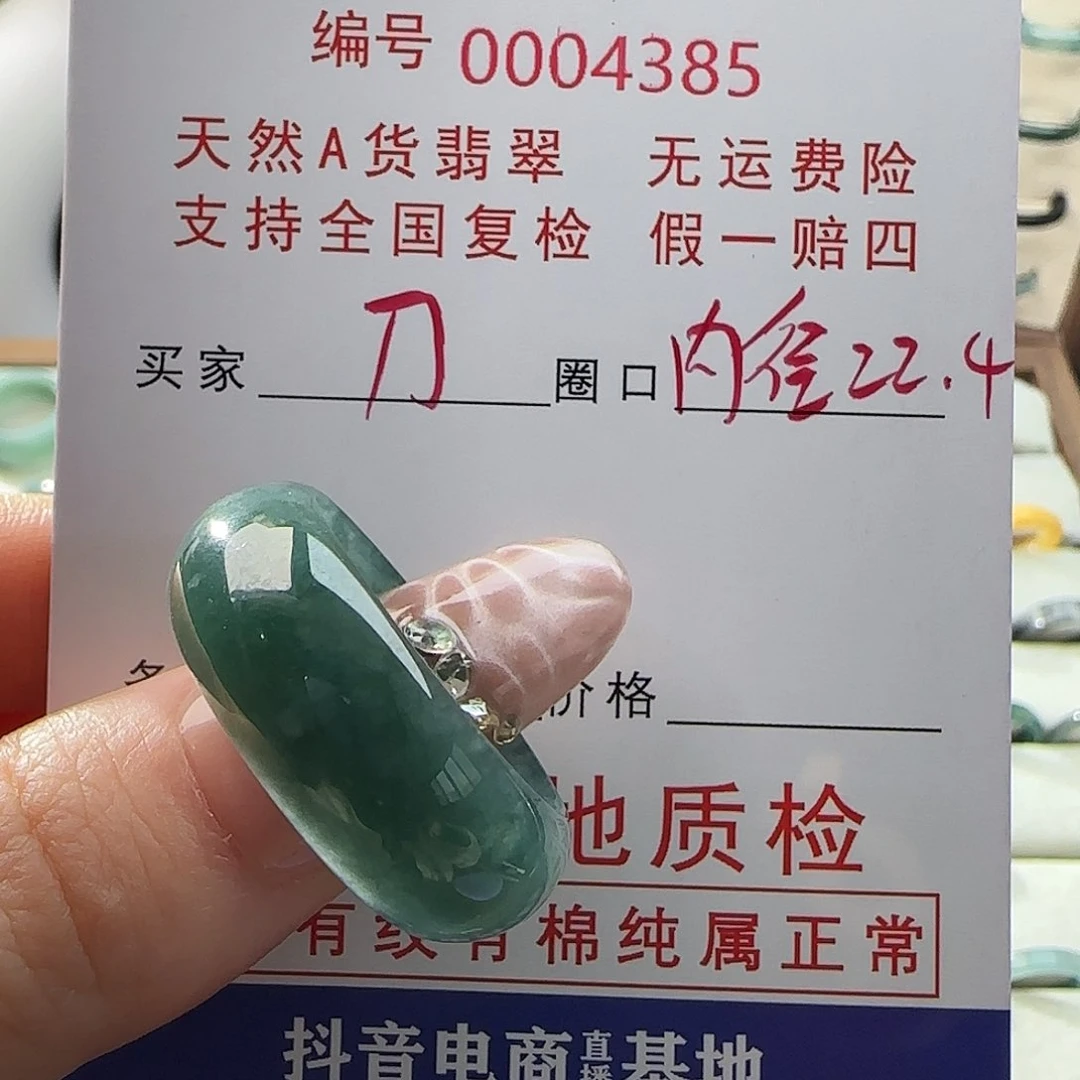 编号 0004385
天然A货翡翠 无运费险
支持全国复检 假一赔四
买家 刀 圈口 内径22.4
价格
地质检
有纹有棉纯属正常
抖音电商直播基地